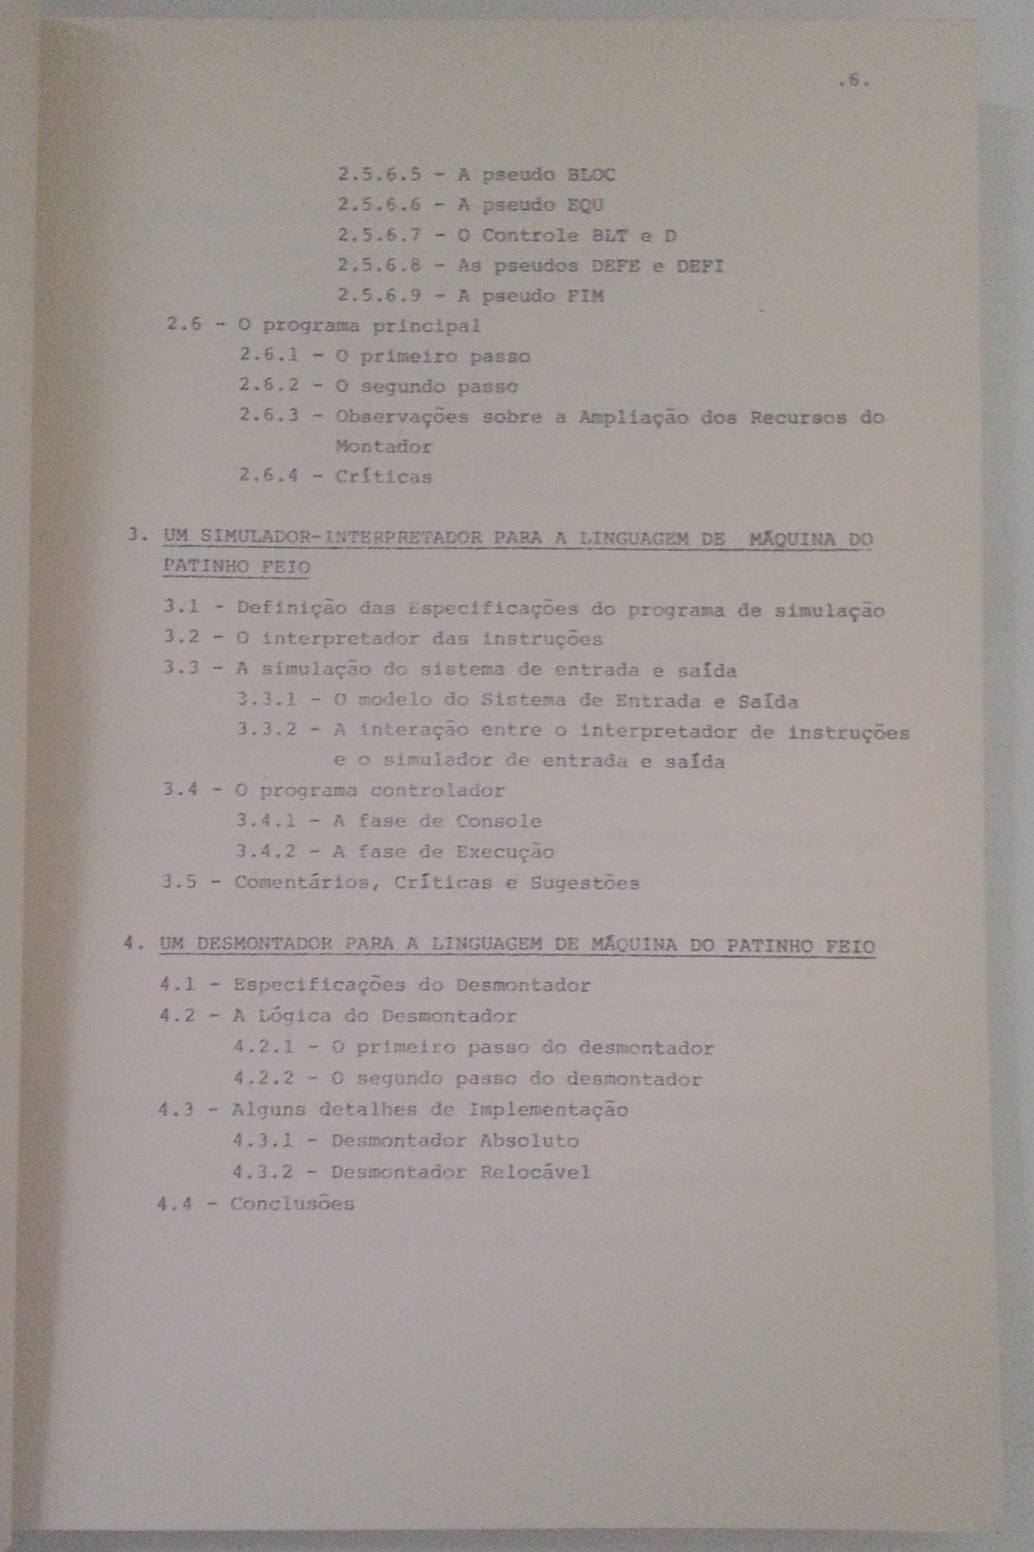 .6.
2.5.6.5 - A pseudo BLOC
2.5.6.6 - A pseudo EQU
2.5.6.7 - O Controle BLT e D
2.5.6.8 - As pseudos DEFE e DEFI
2.5.6.9 - A pseudo FIM
2.6 - O programa principal
2.6.1 - O primeiro passo
2.6.2 - O segundo passo
2.6.3 - Observações sobre a Ampliação dos Recursos do
Montador
2.6.4 - Críticas
3. UM SIMULADOR-INTERPRETADOR PARA A LINGUAGEM DE MÁQUINA DO
PATINHO FEIO
3.1 - Definição das Especificações do programa de simulação
3.2 - O interpretador das instruções
3.3 - A simulação do sistema de entrada e saída
3.3.1 - O modelo do Sistema de Entrada e Saída
3.3.2 - A interação entre o interpretador de instruções
e o simulador de entrada e saída
3.4 - O programa controlador
3.4.1 - A fase de Console
3.4.2 - A fase de Execução
3.5 - Comentários, Críticas e Sugestões
4. UM DESMONTADOR PARA A LINGUAGEM DE MÁQUINA DO PATINHO FEIO
4.1 - Especificações do Desmontador
4.2 - A Lógica do Desmontador
4.2.1 - O primeiro passo do desmontador
4.2.2 - O segundo passo do desmontador
4.3 - Alguns detalhes de Implementação
4.3.1 - Desmontador Absoluto
4.3.2 - Desmontador Relocável
4.4 - Conclusões